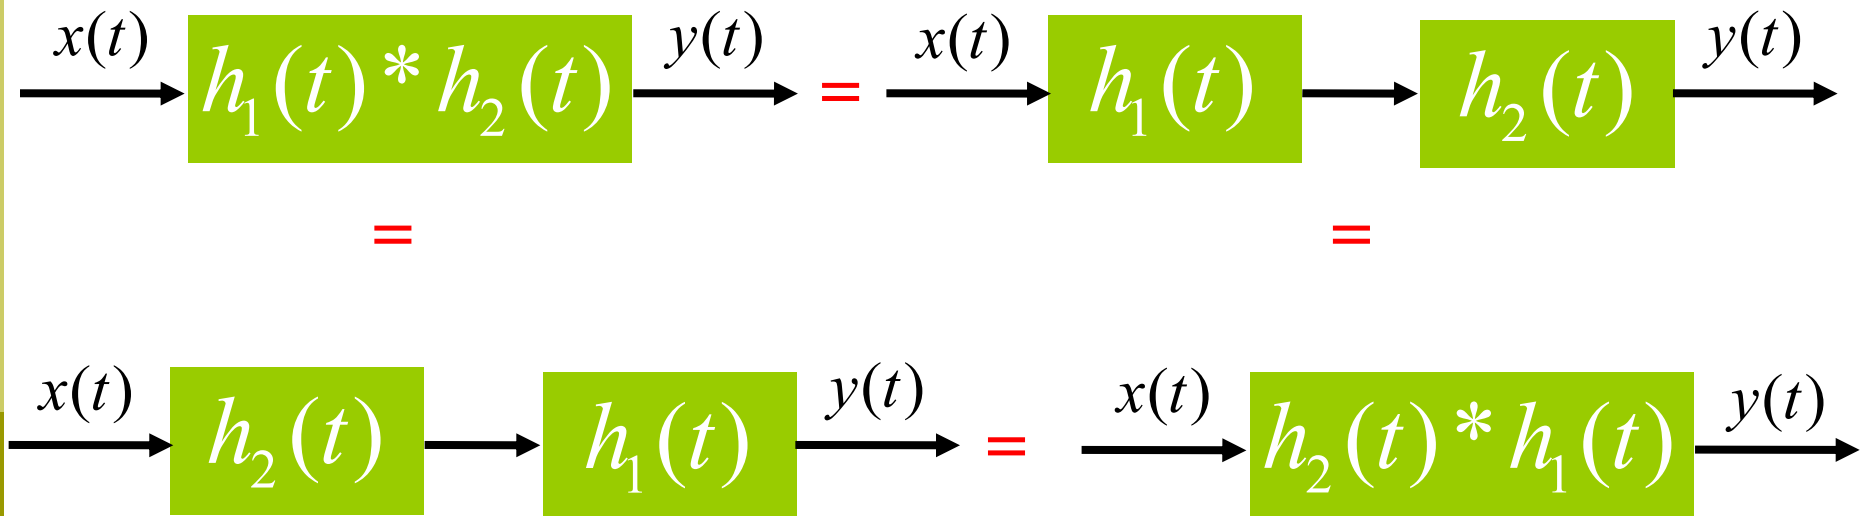 x(t) h₁(t) * h₂(t) y(t) = x(t) h₁(t) h₂(t) y(t)
= =
x(t) h₂(t) h₁(t) y(t) = x(t) h₂(t) * h₁(t) y(t)